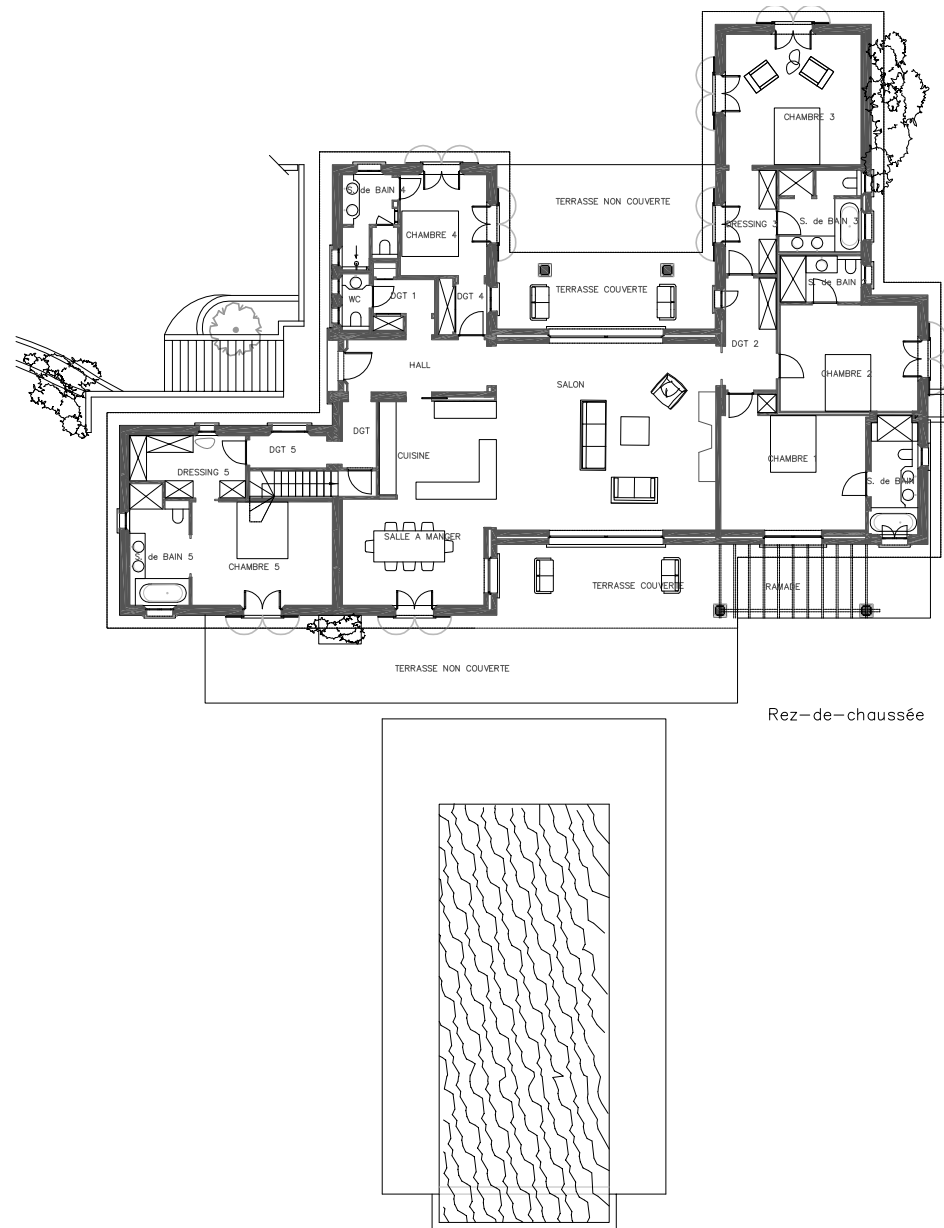 CHAMBRE 3
S. de BAIN 4
TERRASSE NON COUVERTE
DRESSING 3
S. de BAIN 3
CHAMBRE 4
S. de BAIN
TERRASSE COUVERTE
WC
DGT 1
DGT 4
DGT 2
HALL
SALON
CHAMBRE 2
DGT
DGT 5
CUISINE
CHAMBRE 1
DRESSING 5
S. de BAIN
SALLE A MANGER
S. de BAIN 5
CHAMBRE 5
TERRASSE COUVERTE
RAMADE
TERRASSE NON COUVERTE
Rez-de-chaussée